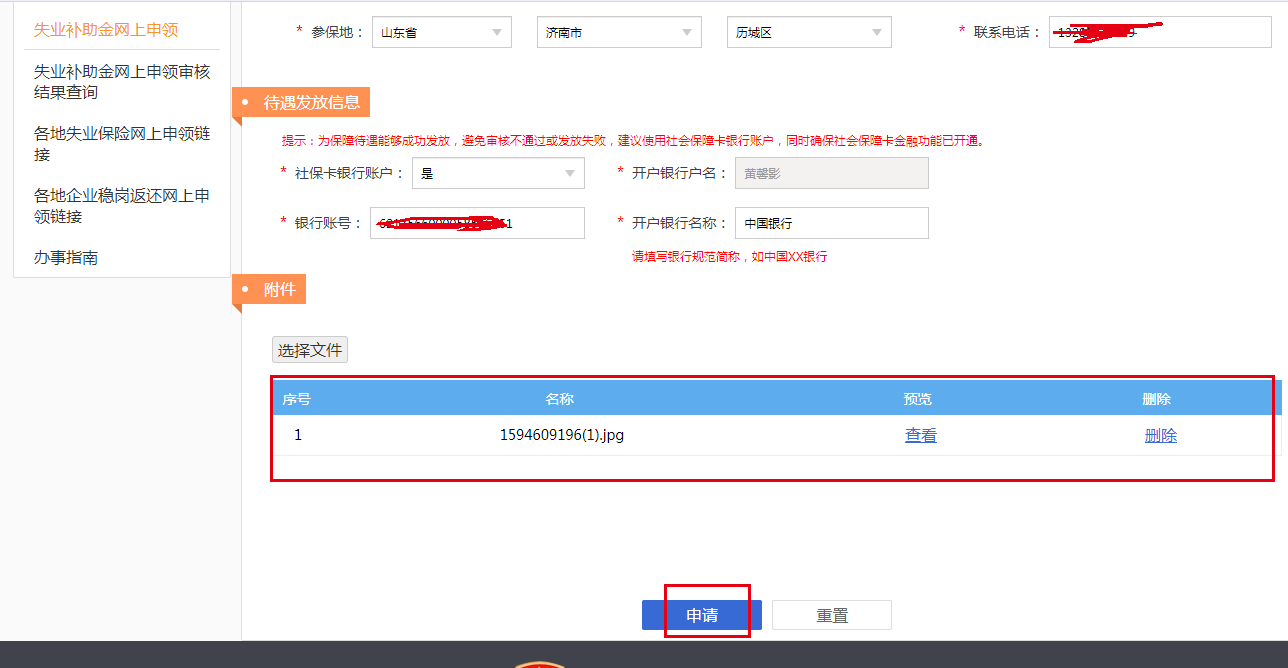 失业补助金网上申领
失业补助金网上申领审核
结果查询
各地失业保险网上申领链
接
各地企业稳岗返还网上申
领链接
办事指南
* 参保地： 山东省 济南市 历城区 * 联系电话：
待遇发放信息
提示：为保障待遇能够成功发放，避免审核不通过或发放失败，建议使用社会保障卡银行账户，同时确保社会保障卡金融功能已开通。
* 社保卡银行账户： 是 * 开户银行户名： 黄馨影
* 银行账号： * 开户银行名称： 中国银行
请填写银行规范简称，如中国XX银行
附件
选择文件
序号 名称 预览 删除
1 1594609196(1).jpg 查看 删除
申请 重置